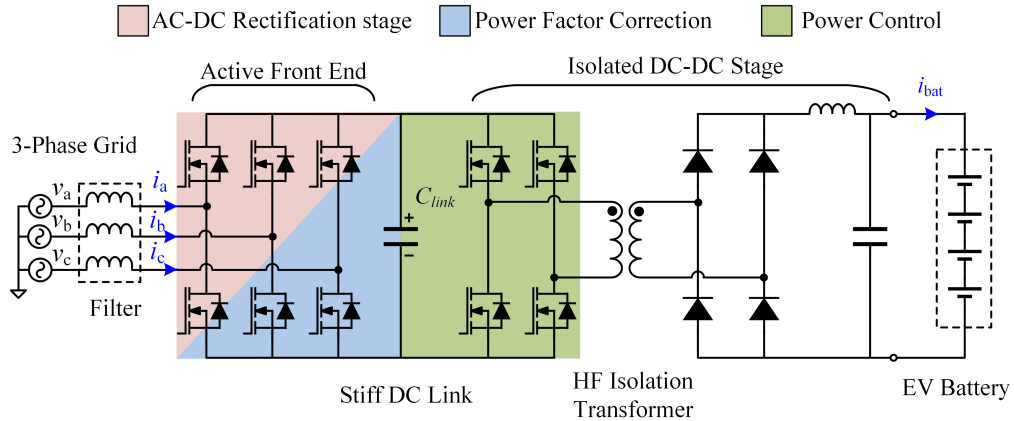 AC-DC Rectification stage
Power Factor Correction
Power Control
Active Front End
Isolated DC-DC Stage
i_bat
3-Phase Grid
v_a
i_a
v_b
i_b
v_c
i_c
C_link
+
−
Filter
Stiff DC Link
HF Isolation
Transformer
EV Battery